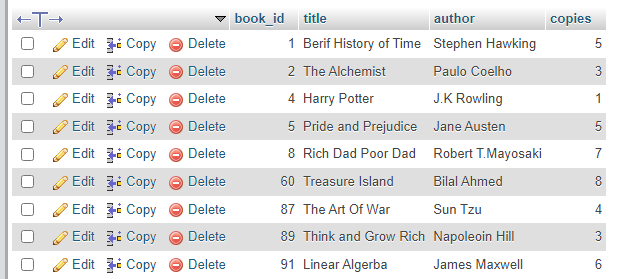 book_id title author copies
Edit Copy Delete 1 Berif History of Time Stephen Hawking 5
Edit Copy Delete 2 The Alchemist Paulo Coelho 3
Edit Copy Delete 4 Harry Potter J.K Rowling 1
Edit Copy Delete 5 Pride and Prejudice Jane Austen 5
Edit Copy Delete 8 Rich Dad Poor Dad Robert T.Mayosaki 7
Edit Copy Delete 60 Treasure Island Bilal Ahmed 8
Edit Copy Delete 87 The Art Of War Sun Tzu 4
Edit Copy Delete 89 Think and Grow Rich Napoleoin Hill 3
Edit Copy Delete 91 Linear Algerba James Maxwell 6